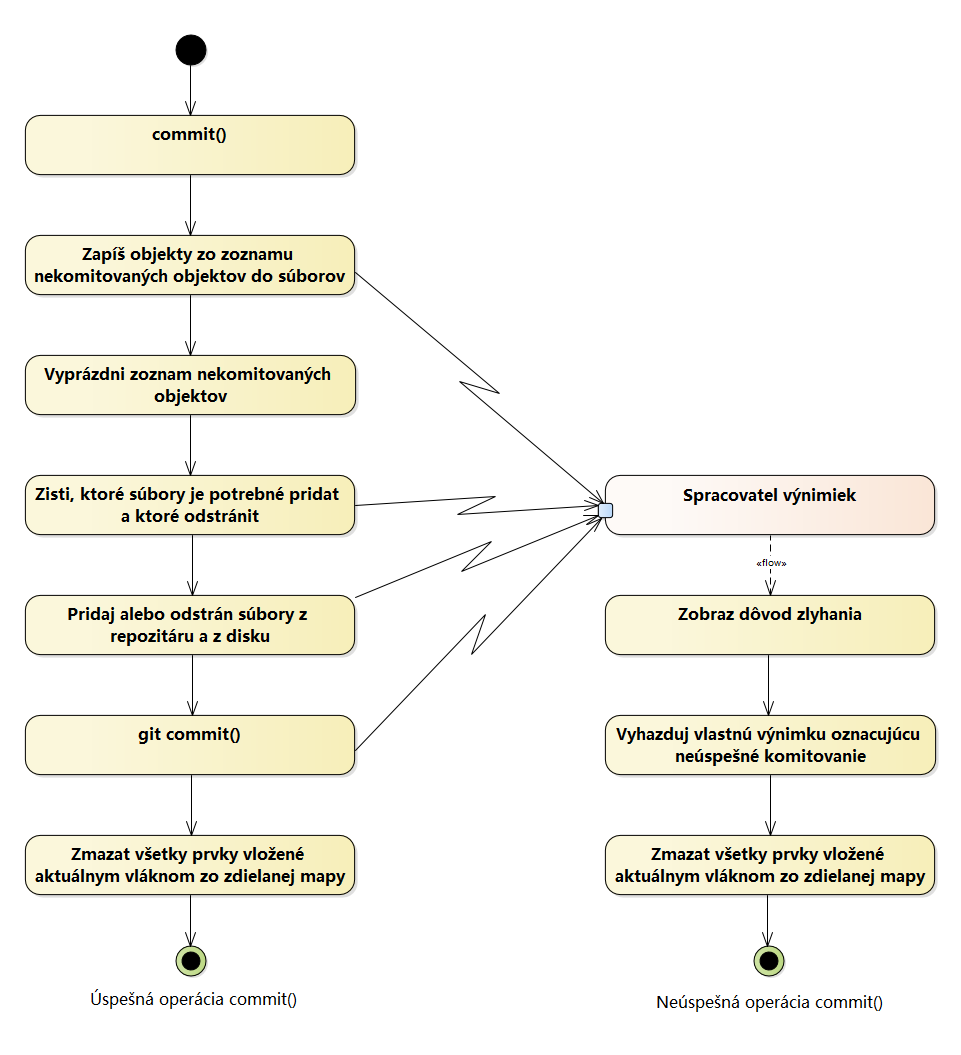 commit()
Zapíš objekty zo zoznamu
nekomitovaných objektov do súborov
Vyprázdni zoznam nekomitovaných
objektov
Zisti, ktoré súbory je potrebné pridat
a ktoré odstránit
Pridaj alebo odstrán súbory z
repozitáru a z disku
git commit()
Zmazat všetky prvky vložené
aktuálnym vláknom zo zdielanej mapy
Úspešná operácia commit()
Spracovatel výnimiek
«flow»
Zobraz dôvod zlyhania
Vyhazduj vlastnú výnimku oznacujúcu
neúspešné komitovanie
Zmazat všetky prvky vložené
aktuálnym vláknom zo zdielanej mapy
Neúspešná operácia commit()